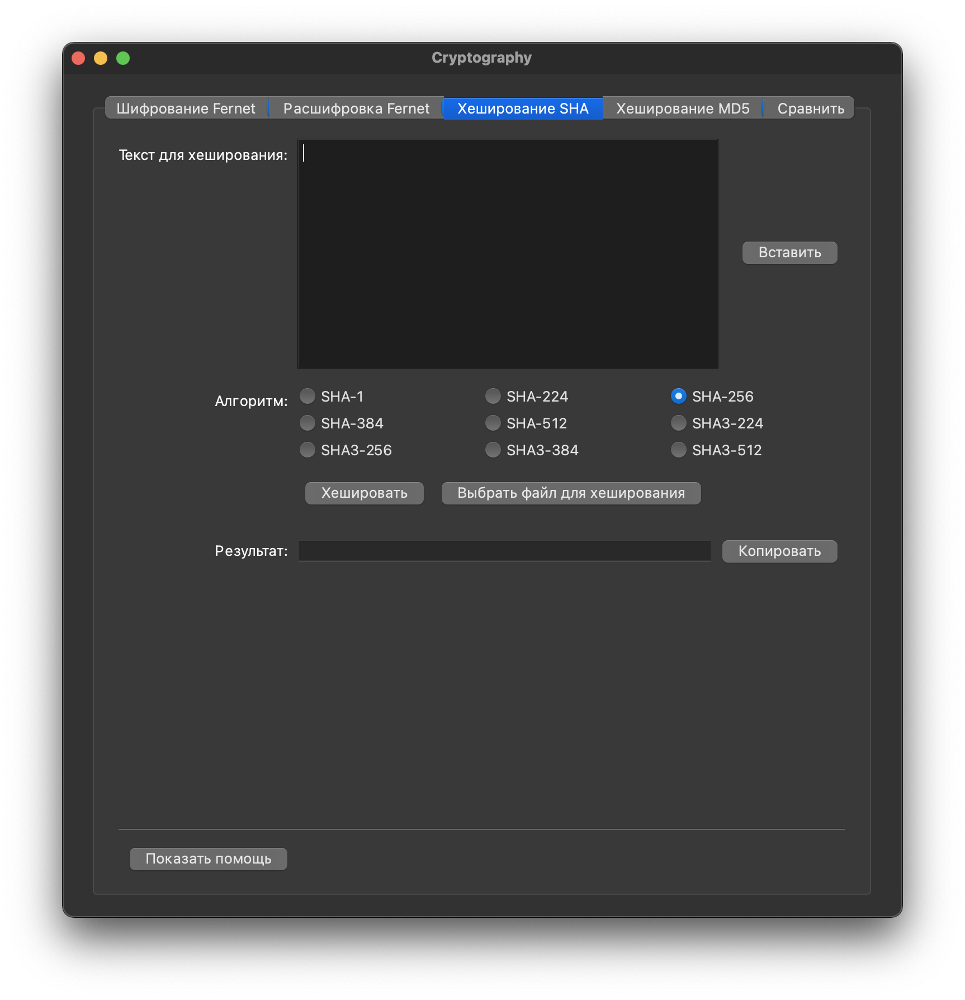 Cryptography
Шифрование Fernet Расшифровка Fernet Хеширование SHA Хеширование MD5 Сравнить
Текст для хеширования:
Вставить
Алгоритм: SHA-1 SHA-224 SHA-256
SHA-384 SHA-512 SHA3-224
SHA3-256 SHA3-384 SHA3-512
Хешировать Выбрать файл для хеширования
Результат: Копировать
Показать помощь